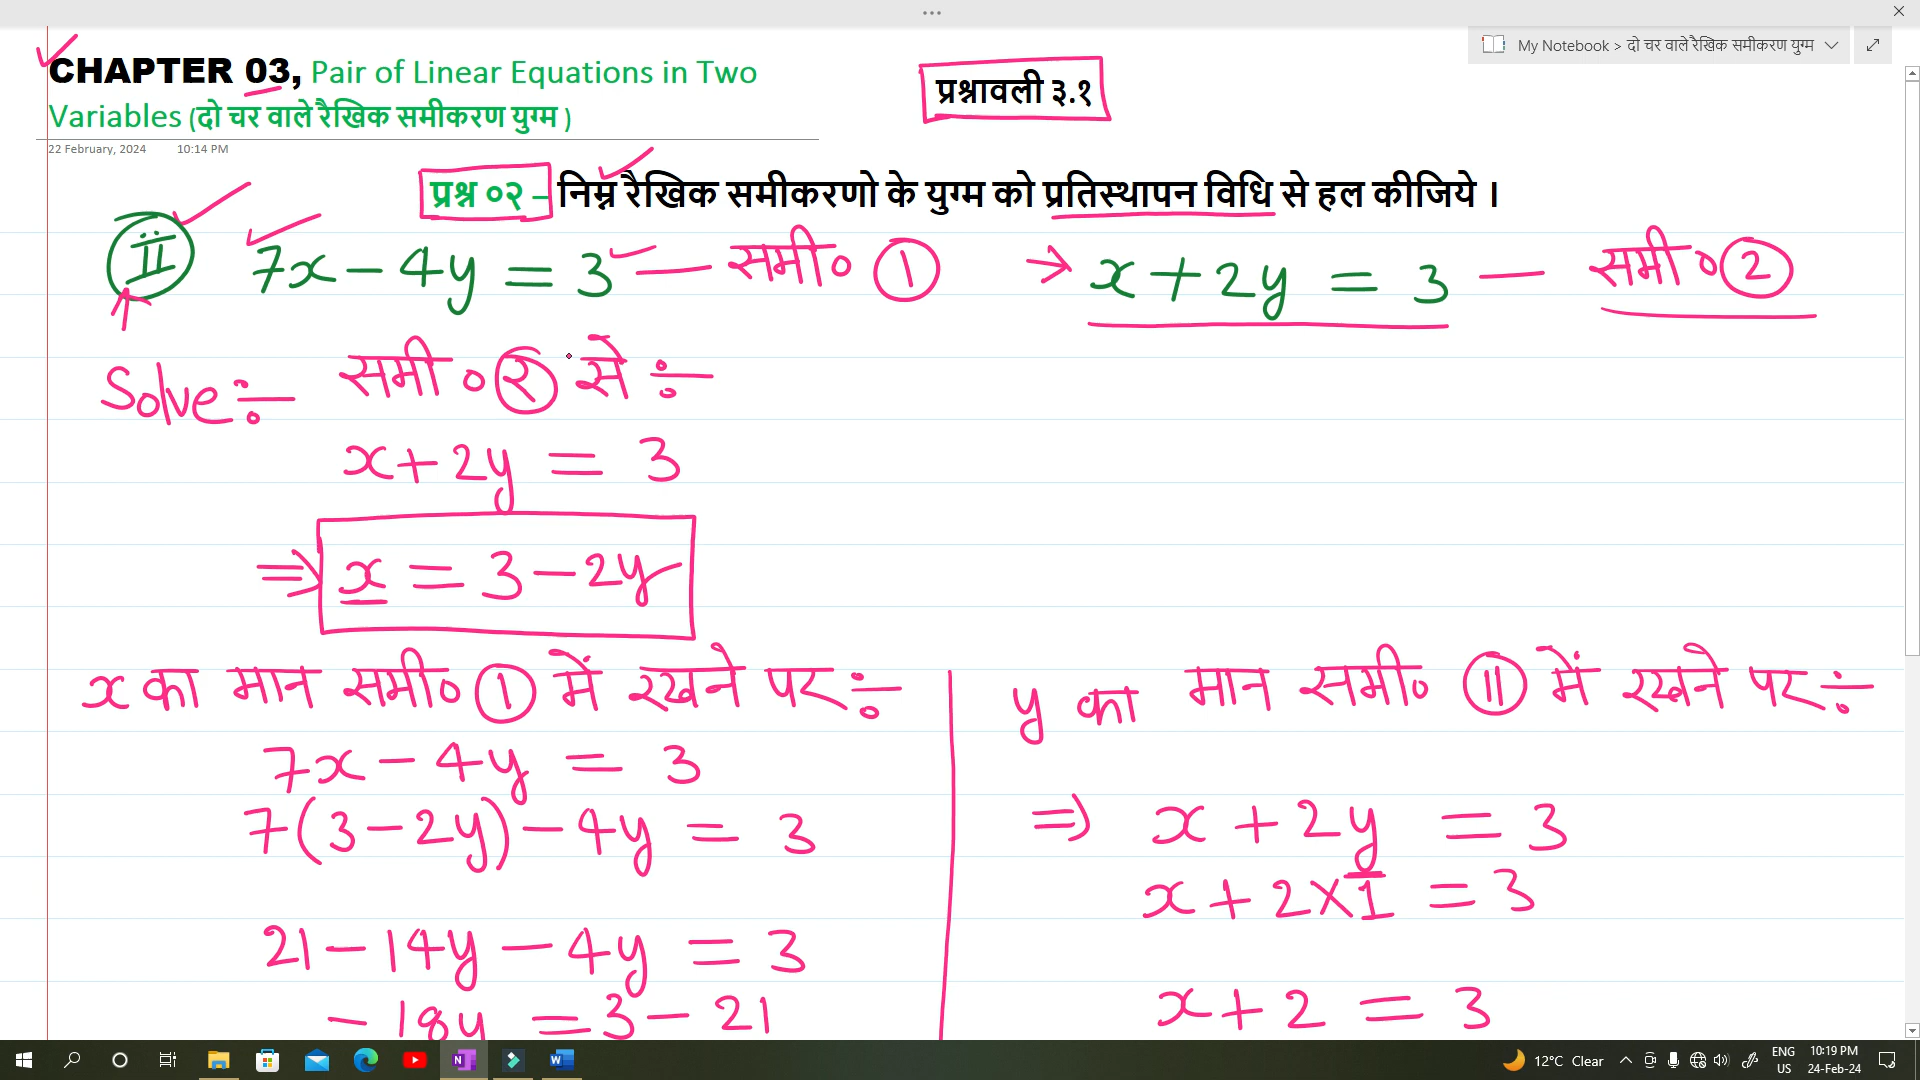 My Notebook > दो चर वाले रैखिक समीकरण युग्म
CHAPTER 03, Pair of Linear Equations in Two
Variables (दो चर वाले रैखिक समीकरण युग्म )
प्रश्नावली ३.१
22 February, 2024 10:14 PM
प्रश्न ०२ – निम्न रैखिक समीकरणो के युग्म को प्रतिस्थापन विधि से हल कीजिये ।
II 7x - 4y = 3 — समी० 1 → x + 2y = 3 — समी० 2
Solve :- समी० २ से :-
x + 2y = 3
=> x = 3 - 2y
x का मान समी० 1 में रखने पर :-
7x - 4y = 3
7(3 - 2y) - 4y = 3
21 - 14y - 4y = 3
- 18y = 3 - 21
y का मान समी० II में रखने पर :-
=> x + 2y = 3
x + 2×1 = 3
x + 2 = 3
12°C Clear
ENG
US
10:19 PM
24-Feb-24